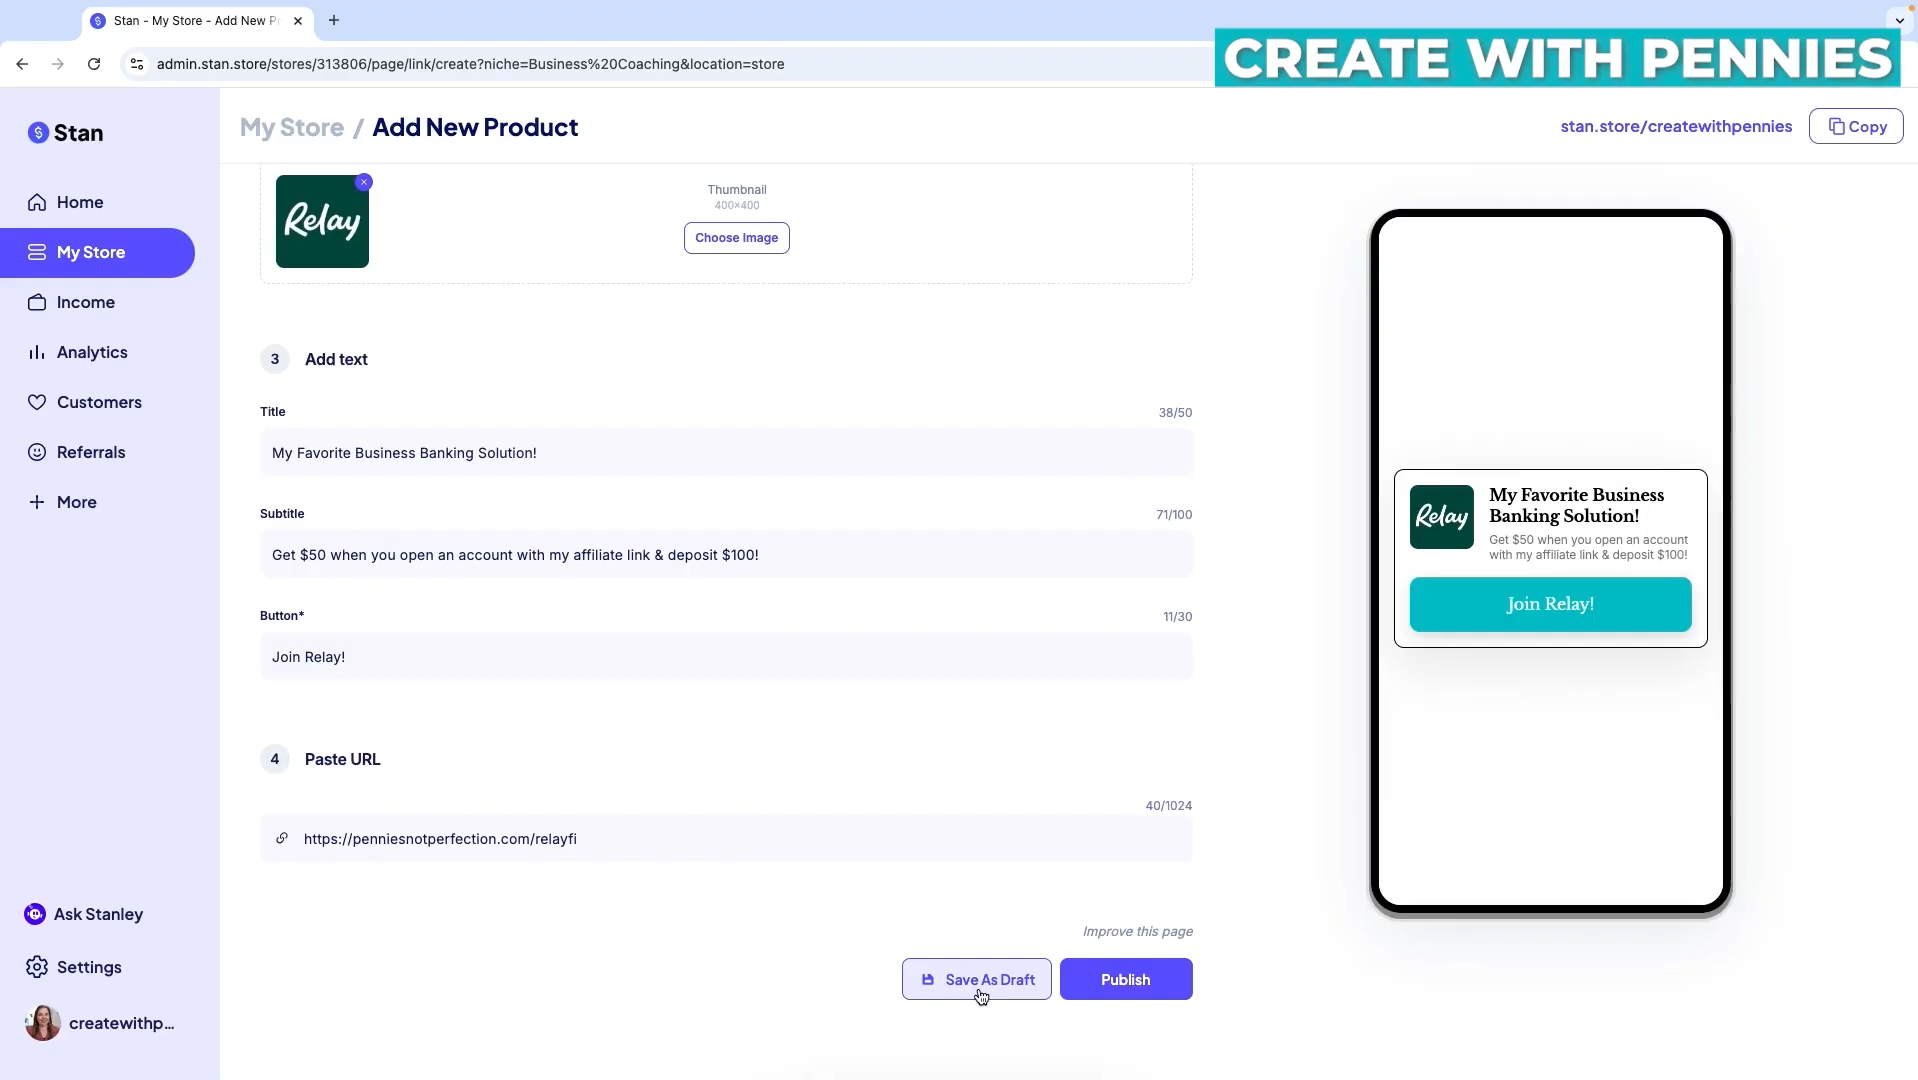 Stan - My Store - Add New Pr
admin.stan.store/stores/313806/page/link/create?niche=Business%20Coaching&location=store
CREATE WITH PENNIES
Stan
My Store / Add New Product
stan.store/createwithpennies
Copy
Home
My Store
Income
Analytics
Customers
Referrals
More
Ask Stanley
Settings
createwithp...
Relay
Thumbnail
400×400
Choose Image
3 Add text
Title 38/50
My Favorite Business Banking Solution!
Subtitle 71/100
Get $50 when you open an account with my affiliate link & deposit $100!
Button* 11/30
Join Relay!
4 Paste URL
40/1024
https://penniesnotperfection.com/relayfi
Improve this page
Save As Draft
Publish
Relay
My Favorite Business
Banking Solution!
Get $50 when you open an account
with my affiliate link & deposit $100!
Join Relay!